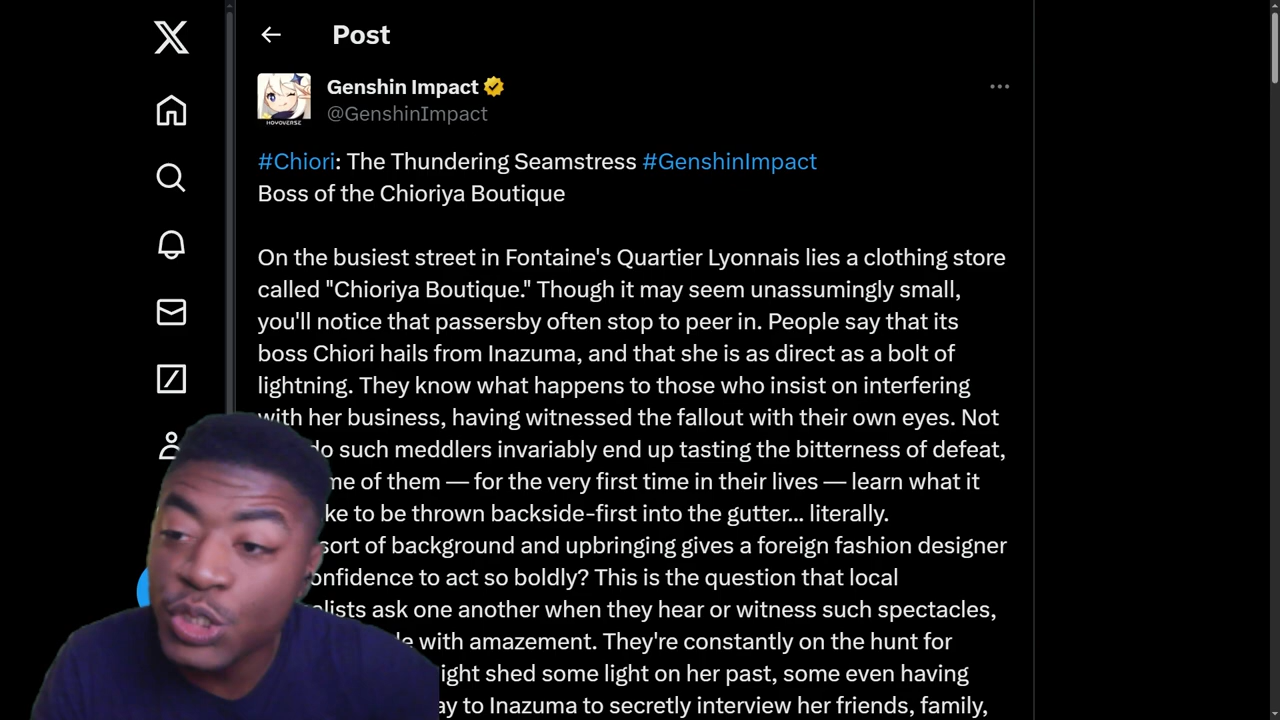 Post
Genshin Impact
HOYOVERSE
@GenshinImpact
#Chiori: The Thundering Seamstress #GenshinImpact
Boss of the Chioriya Boutique
On the busiest street in Fontaine's Quartier Lyonnais lies a clothing store
called "Chioriya Boutique." Though it may seem unassumingly small,
you'll notice that passersby often stop to peer in. People say that its
boss Chiori hails from Inazuma, and that she is as direct as a bolt of
lightning. They know what happens to those who insist on interfering
with her business, having witnessed the fallout with their own eyes. Not
do such meddlers invariably end up tasting the bitterness of defeat,
me of them — for the very first time in their lives — learn what it
ke to be thrown backside-first into the gutter... literally.
sort of background and upbringing gives a foreign fashion designer
onfidence to act so boldly? This is the question that local
alists ask one another when they hear or witness such spectacles,
e with amazement. They're constantly on the hunt for
ight shed some light on her past, some even having
ay to Inazuma to secretly interview her friends, family,